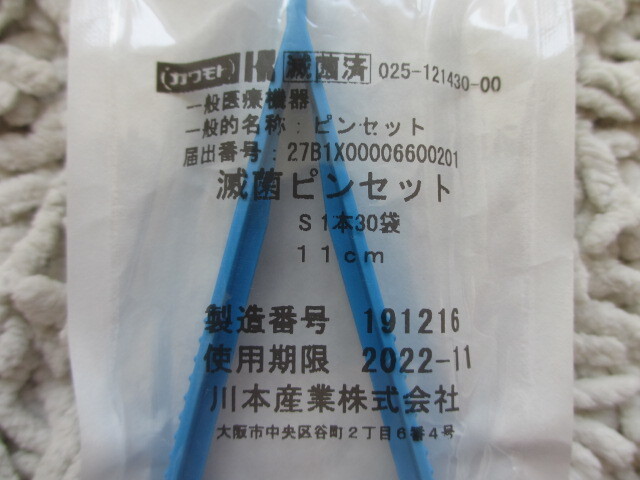 カワモト 滅菌済 025-121430-00
一般医療機器
一般的名称：ピンセット
届出番号：27B1X00006600201
滅菌ピンセット
S 1本30袋
11cm
製造番号 191216
使用期限 2022-11
川本産業株式会社
大阪市中央区谷町2丁目6番4号